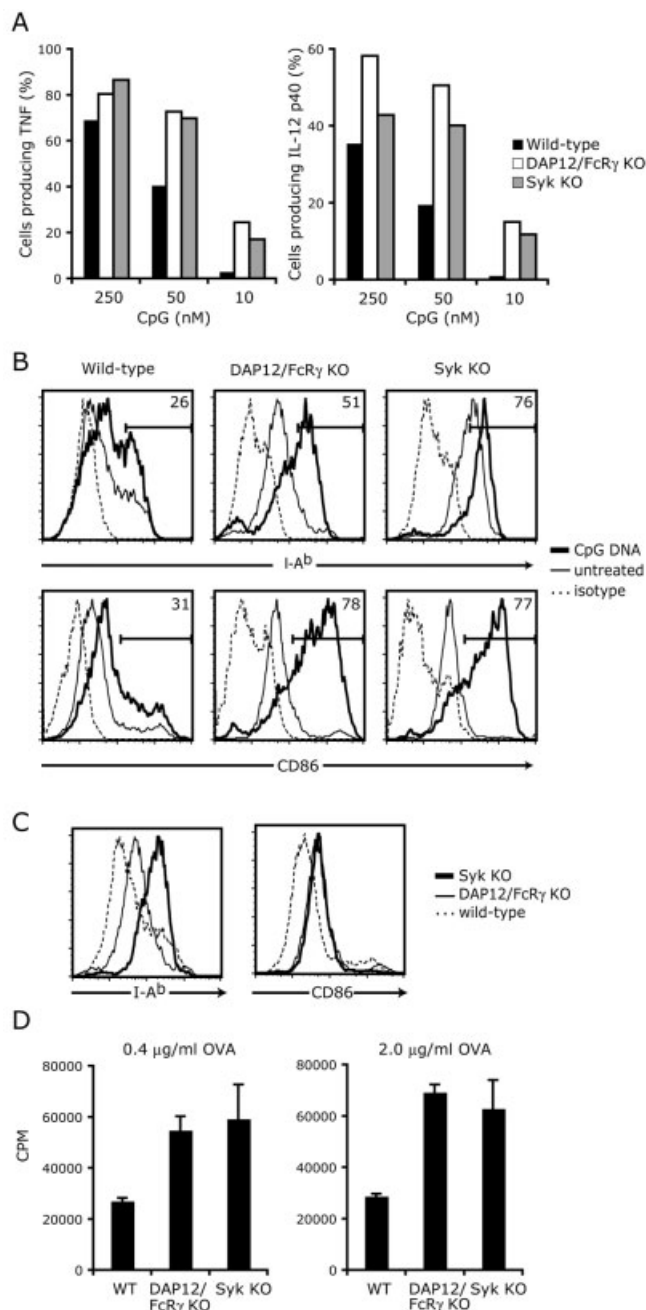 A
Cells producing TNF (%)
100
80
60
40
20
0
250 50 10
CpG (nM)
Cells producing IL-12 p40 (%)
60
40
20
0
250 50 10
CpG (nM)
Wild-type
DAP12/FcRγ KO
Syk KO
B
Wild-type DAP12/FcRγ KO Syk KO
26 51 76
I-Ab
CpG DNA
untreated
isotype
31 78 77
CD86
C
I-Ab
CD86
Syk KO
DAP12/FcRγ KO
wild-type
D
0.4 μg/ml OVA
CPM
80000
60000
40000
20000
0
WT DAP12/ Syk KO
FcRγ KO
2.0 μg/ml OVA
80000
60000
40000
20000
0
WT DAP12/ Syk KO
FcRγ KO